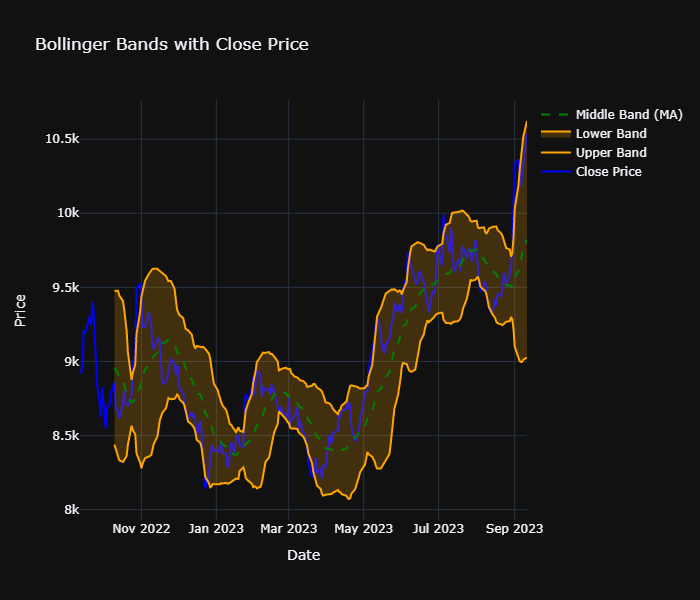 Bollinger Bands with Close Price
Middle Band (MA)
Lower Band
Upper Band
Close Price
10.5k
10k
9.5k
9k
8.5k
8k
Price
Nov 2022
Jan 2023
Mar 2023
May 2023
Jul 2023
Sep 2023
Date